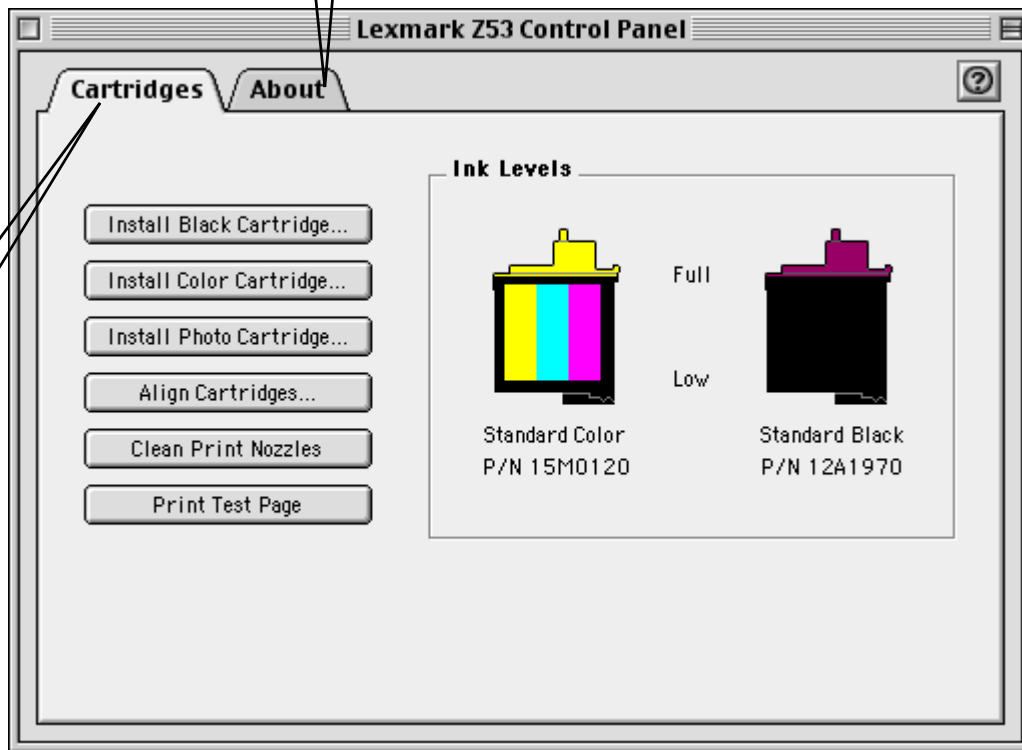 Lexmark Z53 Control Panel
Cartridges
About
?
Install Black Cartridge...
Install Color Cartridge...
Install Photo Cartridge...
Align Cartridges...
Clean Print Nozzles
Print Test Page
Ink Levels
Full
Low
Standard Color
P/N 15M0120
Standard Black
P/N 12A1970